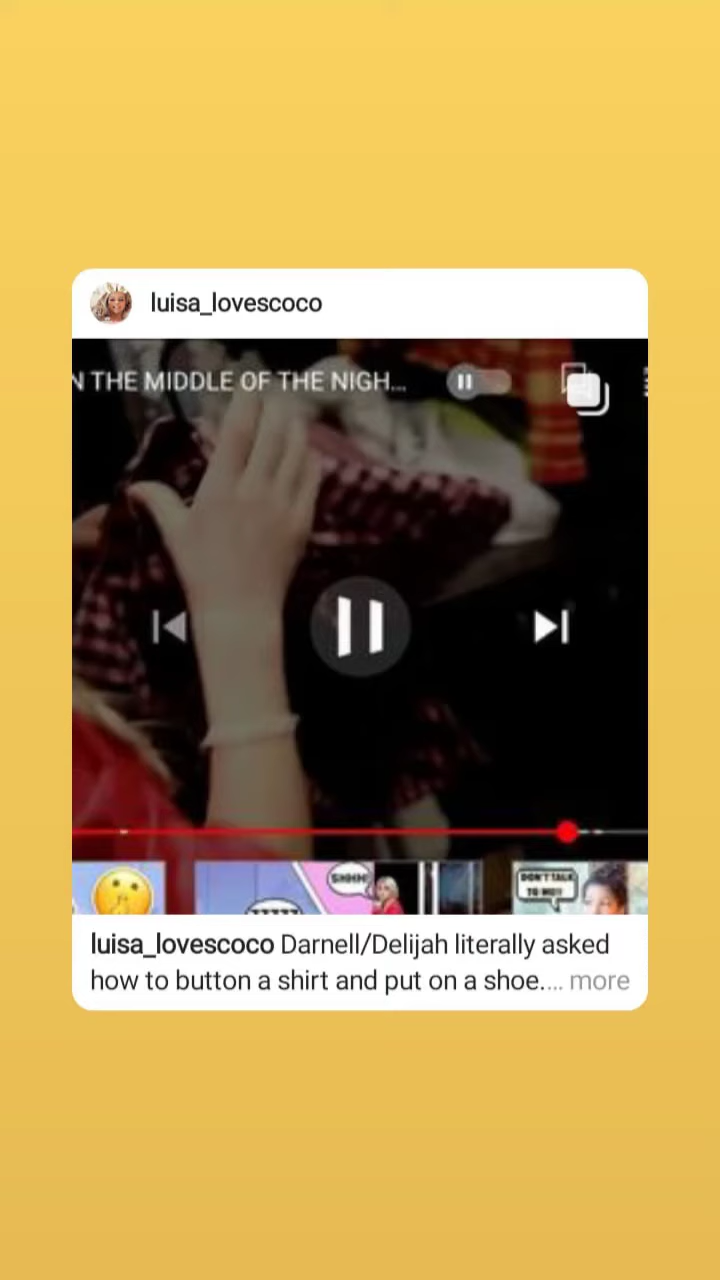 luisa_lovescoco
N THE MIDDLE OF THE NIGH...
SHHH!
DON'T TALK
TO ME!!
luisa_lovescoco Darnell/Delijah literally asked
how to button a shirt and put on a shoe.... more